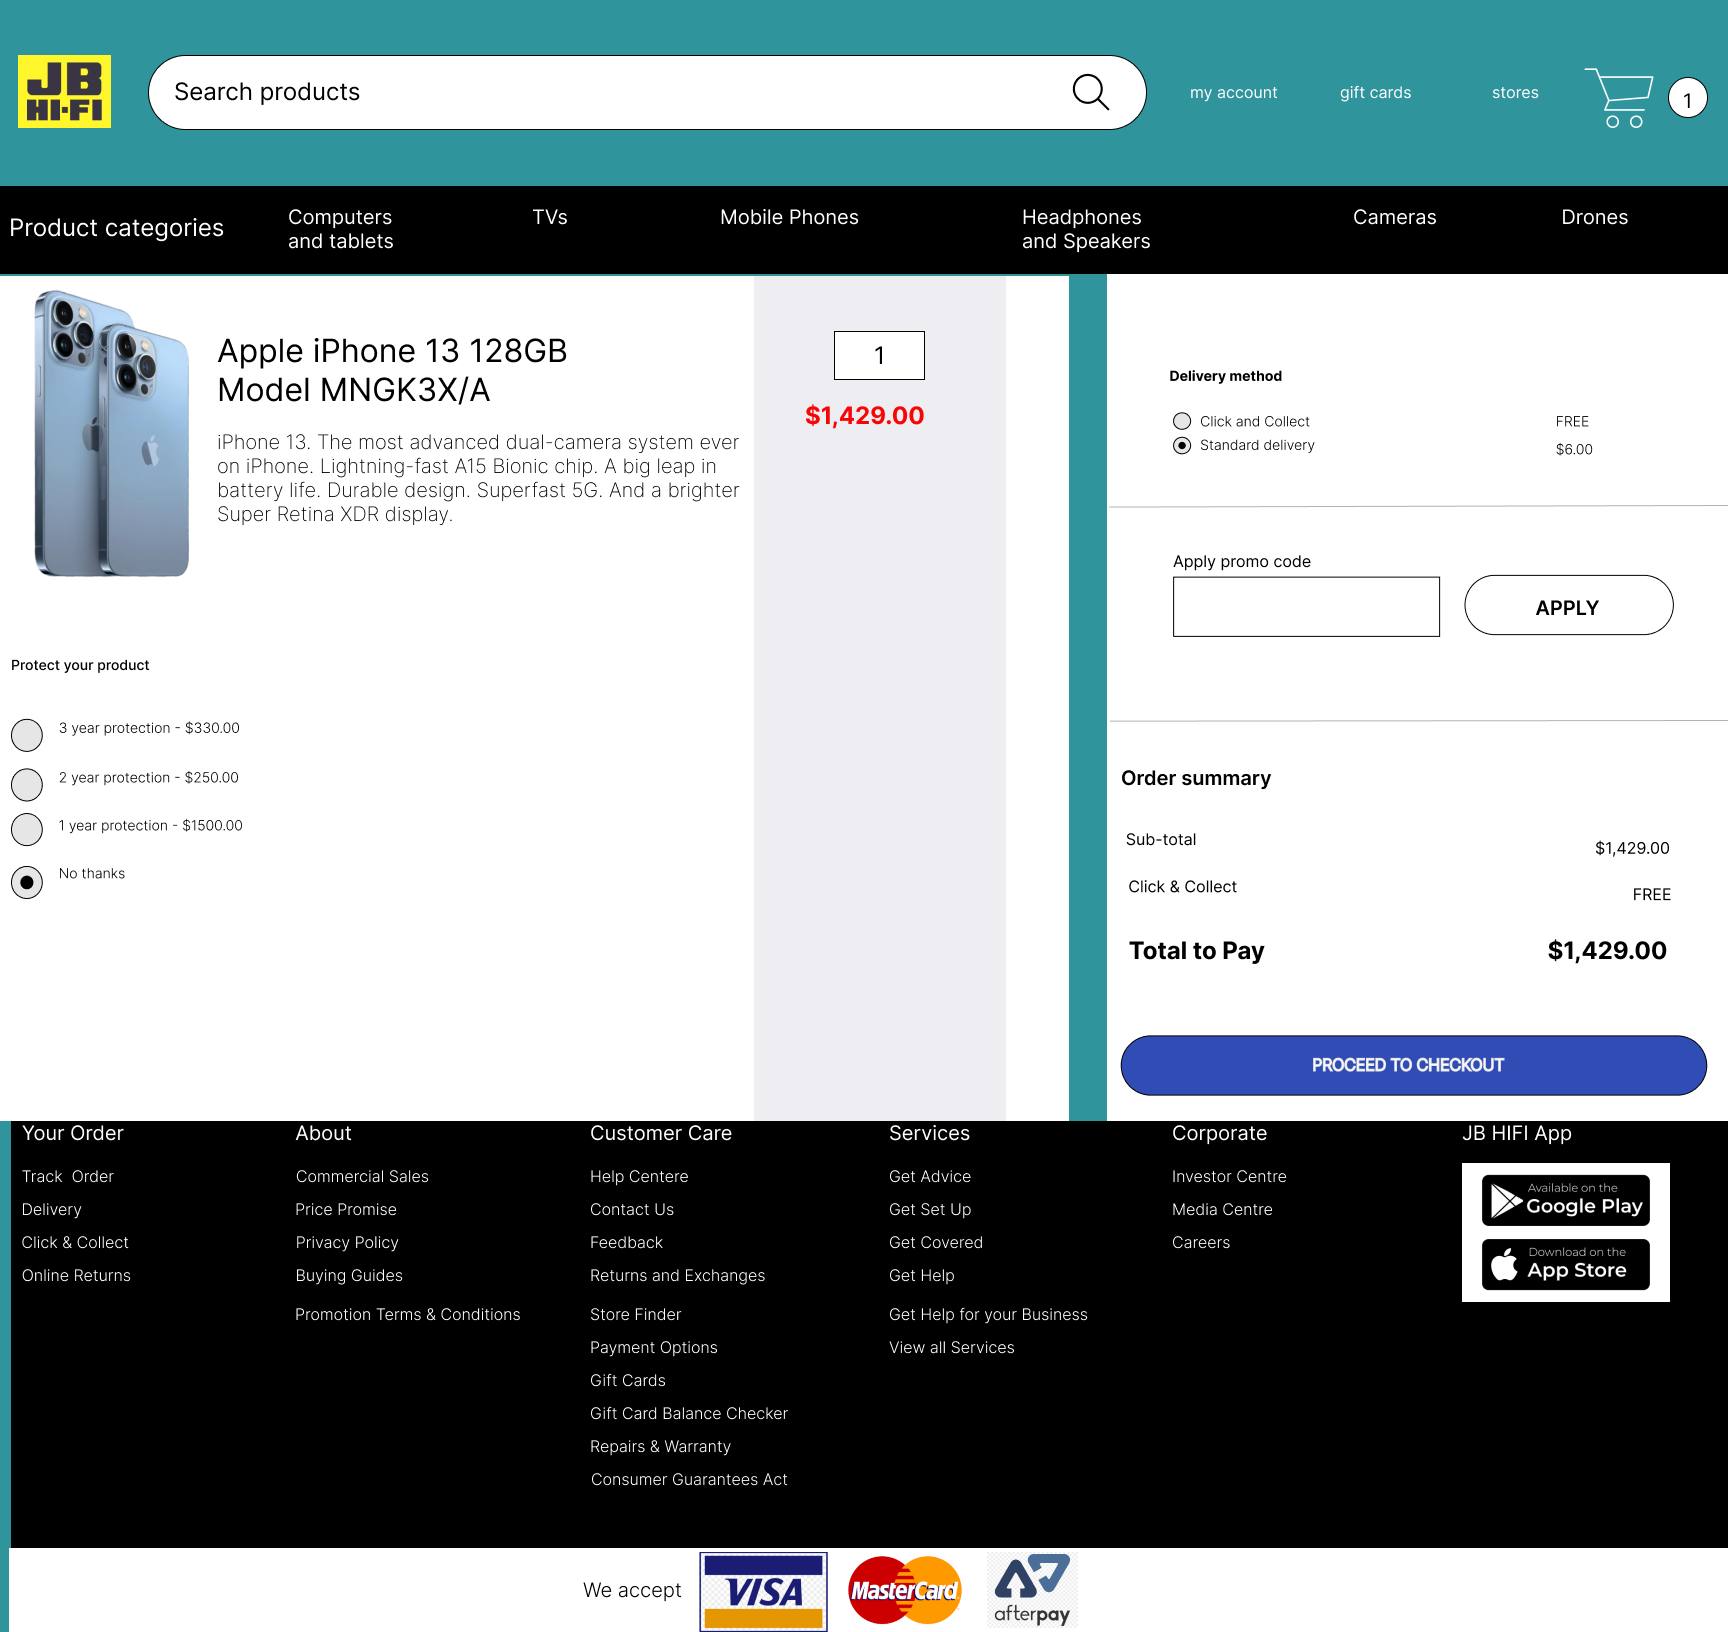 JB
HI-FI
Search products
my account
gift cards
stores
1
Product categories
Computers
and tablets
TVs
Mobile Phones
Headphones
and Speakers
Cameras
Drones
Apple iPhone 13 128GB
Model MNGK3X/A
iPhone 13. The most advanced dual-camera system ever
on iPhone. Lightning-fast A15 Bionic chip. A big leap in
battery life. Durable design. Superfast 5G. And a brighter
Super Retina XDR display.
1
$1,429.00
Protect your product
3 year protection - $330.00
2 year protection - $250.00
1 year protection - $1500.00
No thanks
Delivery method
Click and Collect FREE
Standard delivery $6.00
Apply promo code
APPLY
Order summary
Sub-total $1,429.00
Click & Collect FREE
Total to Pay $1,429.00
PROCEED TO CHECKOUT
Your Order
Track  Order
Delivery
Click & Collect
Online Returns
About
Commercial Sales
Price Promise
Privacy Policy
Buying Guides
Promotion Terms & Conditions
Customer Care
Help Centere
Contact Us
Feedback
Returns and Exchanges
Store Finder
Payment Options
Gift Cards
Gift Card Balance Checker
Repairs & Warranty
Consumer Guarantees Act
Services
Get Advice
Get Set Up
Get Covered
Get Help
Get Help for your Business
View all Services
Corporate
Investor Centre
Media Centre
Careers
JB HIFI App
Available on the
Google Play
Download on the
App Store
We accept
VISA
MasterCard
afterpay